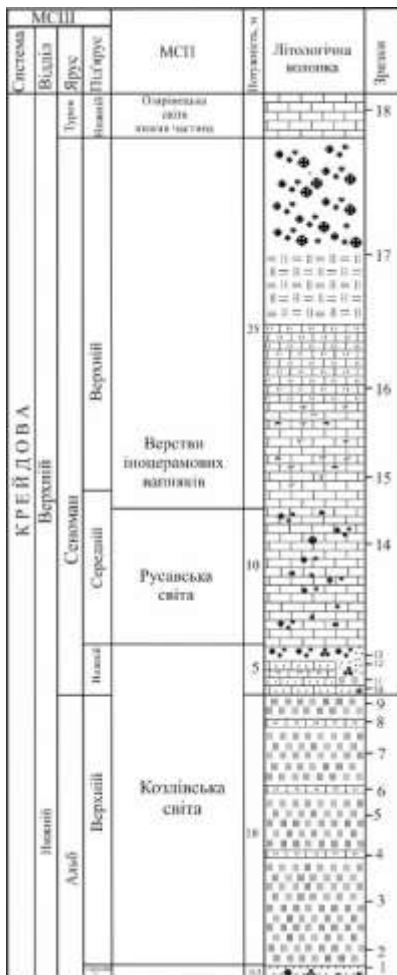 МСШ
Система
Відділ
Ярус
Під'ярус
МСП
Потужність, м
Літологічна
колонка
Зразки
КРЕЙДОВА
Верхній
Нижній
Турон
Сеноман
Альб
Нижній
Верхній
Середній
Нижній
Верхній
нижня частина
Верстви
іноцерамових
вапняків
Русавська
світа
Козлівська
світа
25
10
5
18
17
16
15
14
9
8
7
6
5
4
3
2
1